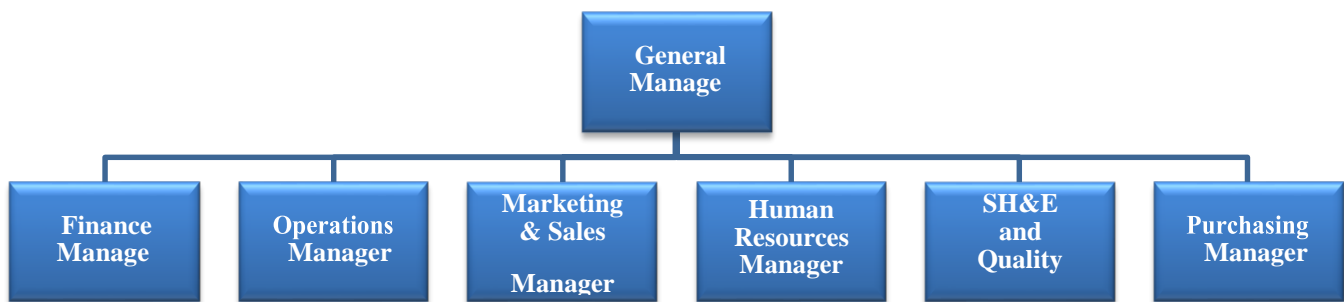 General
Manage
Finance
Manage
Operations
Manager
Marketing
& Sales
Manager
Human
Resources
Manager
SH&E
and
Quality
Purchasing
Manager